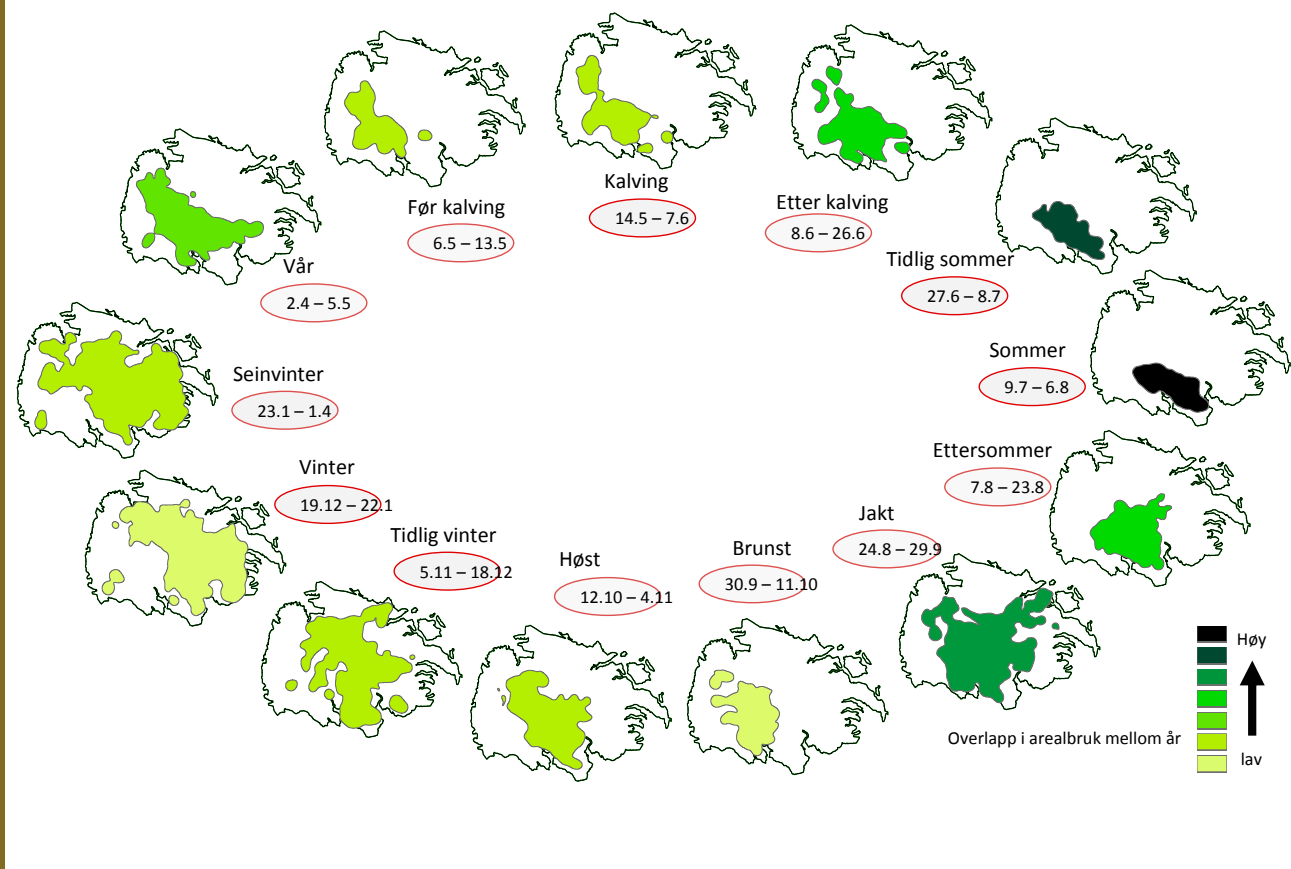 Kalving
14.5 – 7.6
Før kalving
6.5 – 13.5
Etter kalving
8.6 – 26.6
Tidlig sommer
27.6 – 8.7
Vår
2.4 – 5.5
Sommer
9.7 – 6.8
Seinvinter
23.1 – 1.4
Ettersommer
7.8 – 23.8
Vinter
19.12 – 22.1
Jakt
24.8 – 29.9
Tidlig vinter
5.11 – 18.12
Høst
12.10 – 4.11
Brunst
30.9 – 11.10
Høy
Overlapp i arealbruk mellom år
lav